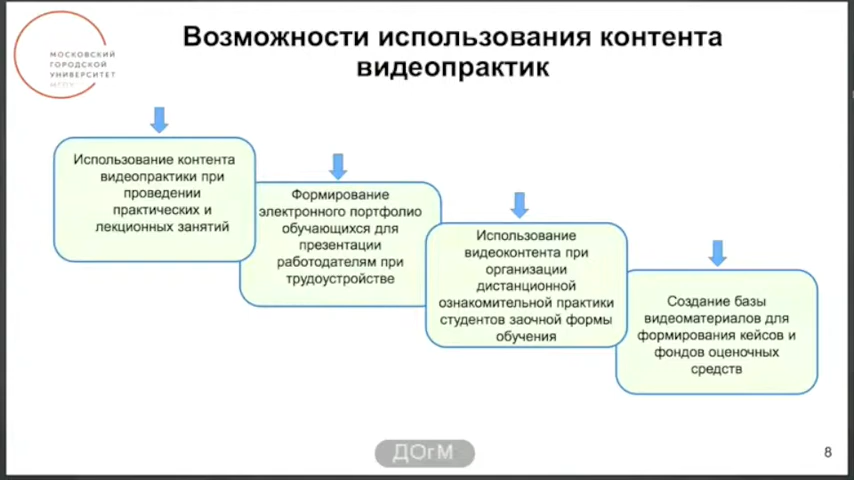 Возможности использования контента
видеопрактик
МОСКОВСКИЙ
ГОРОДСКОЙ
УНИВЕРСИТЕТ
МГПУ
Использование контента
видеопрактики при
проведении
практических и
лекционных занятий
Формирование
электронного портфолио
обучающихся для
презентации
работодателям при
трудоустройстве
Использование
видеоконтента при
организации
дистанционной
ознакомительной практики
студентов заочной формы
обучения
Создание базы
видеоматериалов для
формирования кейсов и
фондов оценочных
средств
ДОгМ
8